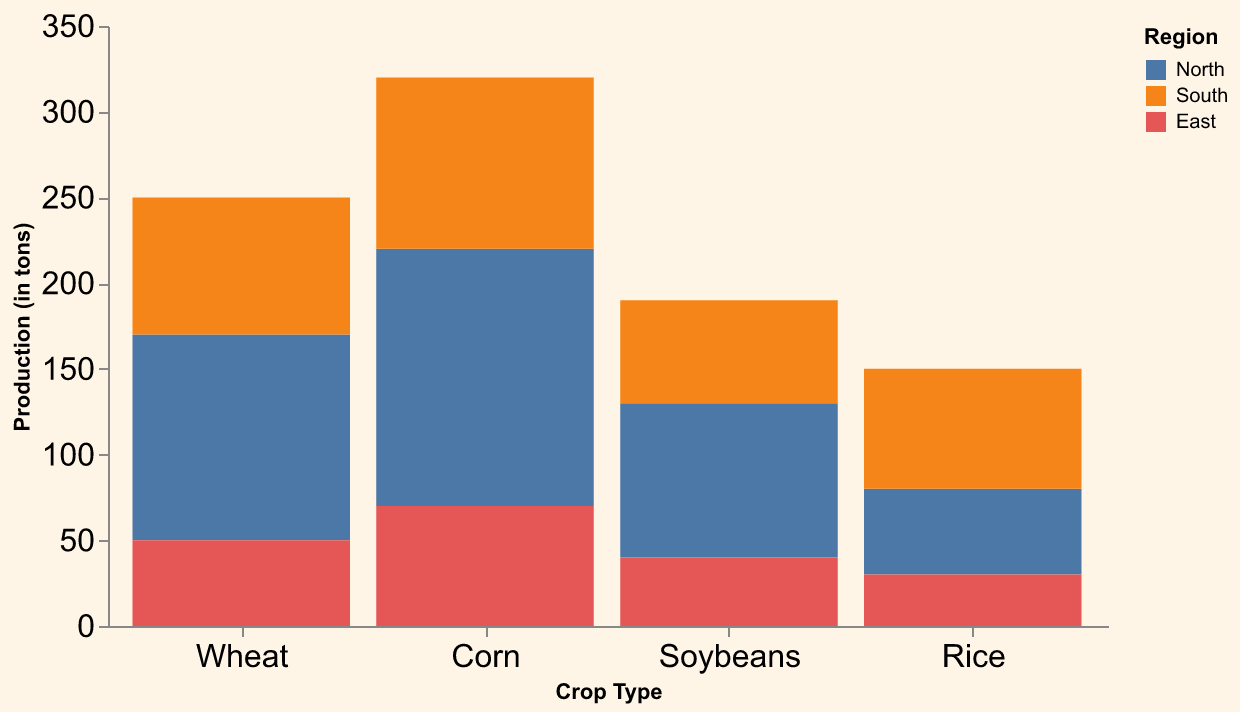 350
300
250
200
150
100
50
0
Production (in tons)
Wheat
Corn
Soybeans
Rice
Crop Type
Region
North
South
East